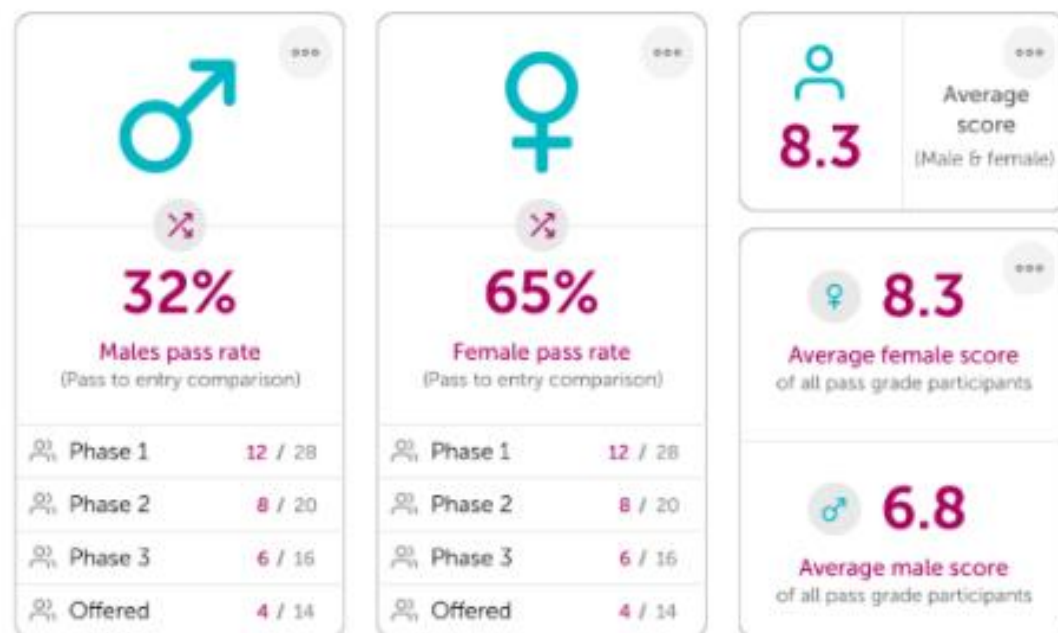 32%
Males pass rate
(Pass to entry comparison)
Phase 1 12 / 28
Phase 2 8 / 20
Phase 3 6 / 16
Offered 4 / 14
65%
Female pass rate
(Pass to entry comparison)
Phase 1 12 / 28
Phase 2 8 / 20
Phase 3 6 / 16
Offered 4 / 14
8.3
Average
score
(Male & female)
8.3
Average female score
of all pass grade participants
6.8
Average male score
of all pass grade participants